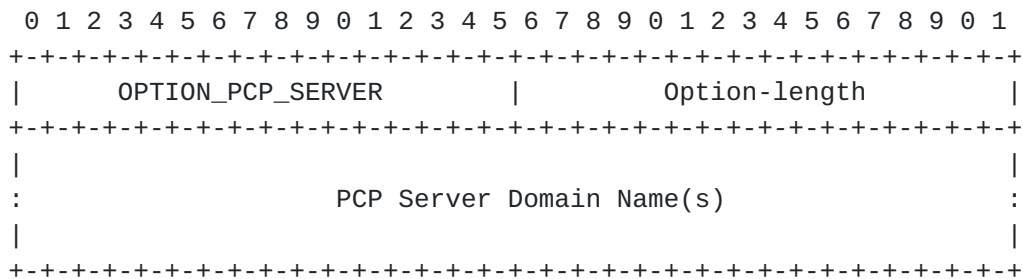 0 1 2 3 4 5 6 7 8 9 0 1 2 3 4 5 6 7 8 9 0 1 2 3 4 5 6 7 8 9 0 1
+-+-+-+-+-+-+-+-+-+-+-+-+-+-+-+-+-+-+-+-+-+-+-+-+-+-+-+-+-+-+-+-+
|      OPTION_PCP_SERVER        |         Option-length         |
+-+-+-+-+-+-+-+-+-+-+-+-+-+-+-+-+-+-+-+-+-+-+-+-+-+-+-+-+-+-+-+-+
|                                                               |
:                    PCP Server Domain Name(s)                  :
|                                                               |
+-+-+-+-+-+-+-+-+-+-+-+-+-+-+-+-+-+-+-+-+-+-+-+-+-+-+-+-+-+-+-+-+